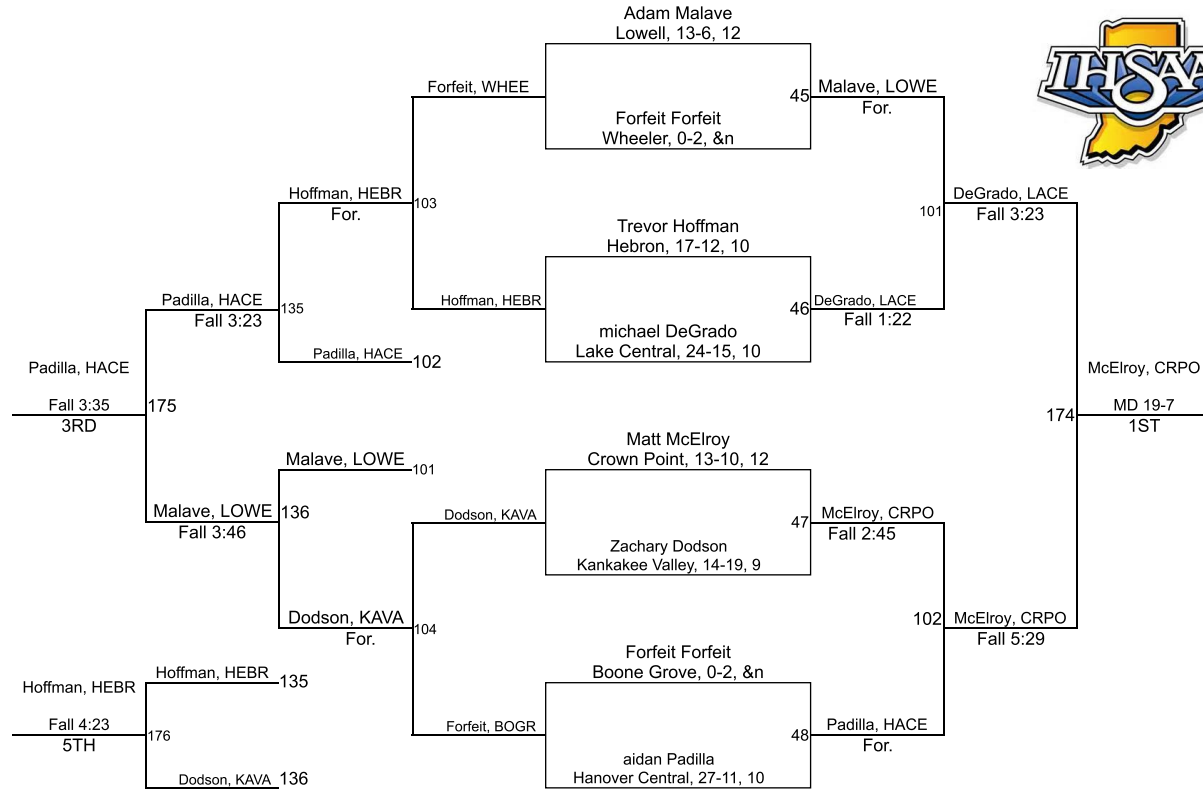 Adam Malave
Lowell, 13-6, 12
IHSAA
Forfeit, WHEE
45
Malave, LOWE
For.
Forfeit Forfeit
Wheeler, 0-2, &n
Hoffman, HEBR
For.
103
DeGrado, LACE
Fall 3:23
101
Trevor Hoffman
Hebron, 17-12, 10
Padilla, HACE
Fall 3:23
135
Hoffman, HEBR
46
DeGrado, LACE
Fall 1:22
michael DeGrado
Lake Central, 24-15, 10
Padilla, HACE
102
Padilla, HACE
Fall 3:35
3RD
175
McElroy, CRPO
MD 19-7
1ST
174
Matt McElroy
Crown Point, 13-10, 12
Malave, LOWE
101
Malave, LOWE
Fall 3:46
136
Dodson, KAVA
47
McElroy, CRPO
Fall 2:45
Zachary Dodson
Kankakee Valley, 14-19, 9
Dodson, KAVA
For.
104
102
McElroy, CRPO
Fall 5:29
Forfeit Forfeit
Boone Grove, 0-2, &n
Hoffman, HEBR
135
Hoffman, HEBR
Fall 4:23
5TH
176
Forfeit, BOGR
48
Padilla, HACE
For.
aidan Padilla
Hanover Central, 27-11, 10
Dodson, KAVA
136